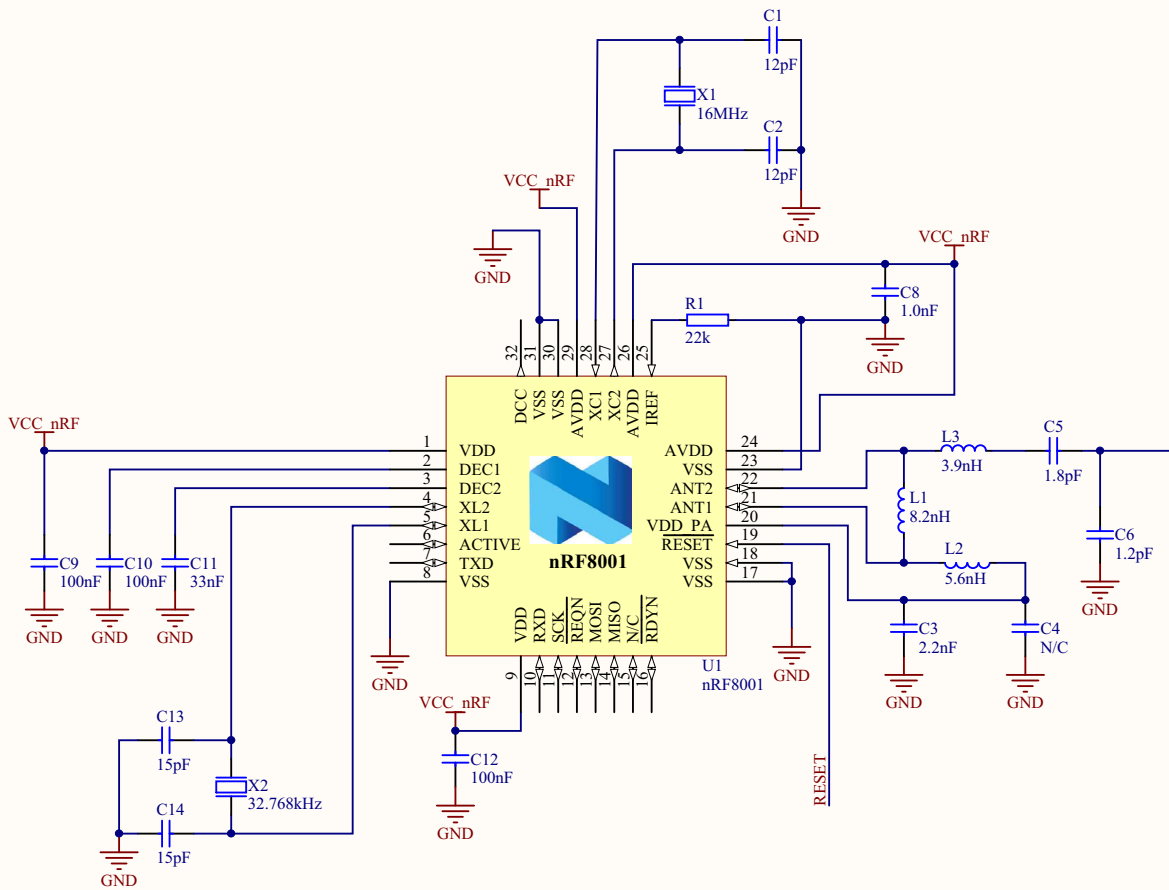 C1
12pF
X1
16MHz
C2
12pF
GND
VCC_nRF
GND
VCC_nRF
C8
1.0nF
GND
R1
22k
32
31
30
29
28
27
26
25
DCC
VSS
VSS
AVDD
XC1
XC2
AVDD
IREF
VCC_nRF
1
2
3
4
5
6
7
8
VDD
DEC1
DEC2
XL2
XL1
ACTIVE
TXD
VSS
nRF8001
AVDD
VSS
ANT2
ANT1
VDD_PA
RESET
VSS
VSS
24
23
22
21
20
19
18
17
VDD
RXD
SCK
REQN
MOSI
MISO
N/C
RDYN
9
10
11
12
13
14
15
16
U1
nRF8001
L3
3.9nH
C5
1.8pF
L1
8.2nH
L2
5.6nH
C6
1.2pF
GND
C3
2.2nF
GND
C4
N/C
GND
C9
100nF
GND
C10
100nF
GND
C11
33nF
GND
GND
GND
VCC_nRF
C12
100nF
GND
RESET
C13
15pF
X2
32.768kHz
C14
15pF
GND